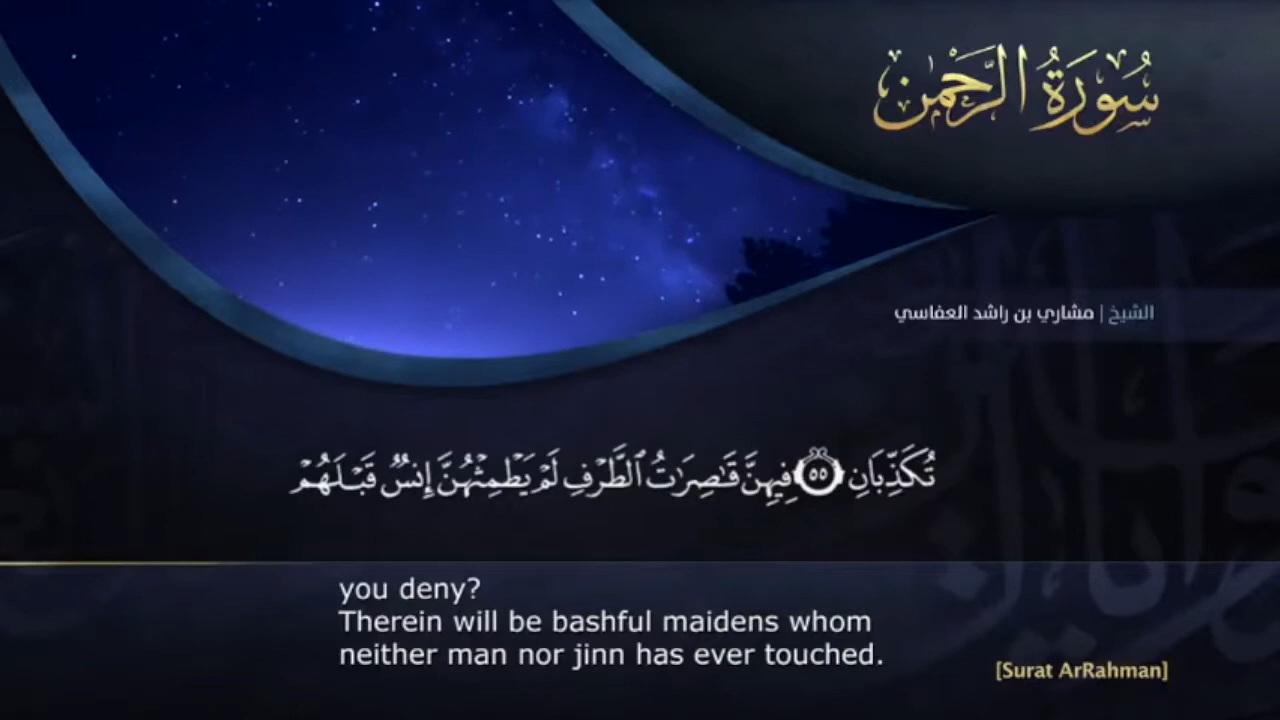 سُورَةُ الرَّحْمٰن
الشيخ | مشاري بن راشد العفاسي
تُكَذِّبَانِ ٥٥ فِيهِنَّ قَـٰصِرَٰتُ ٱلطَّرْفِ لَمْ يَطْمِثْهُنَّ إِنسٌ قَبْلَهُمْ
you deny?
Therein will be bashful maidens whom
neither man nor jinn has ever touched.
[Surat ArRahman]